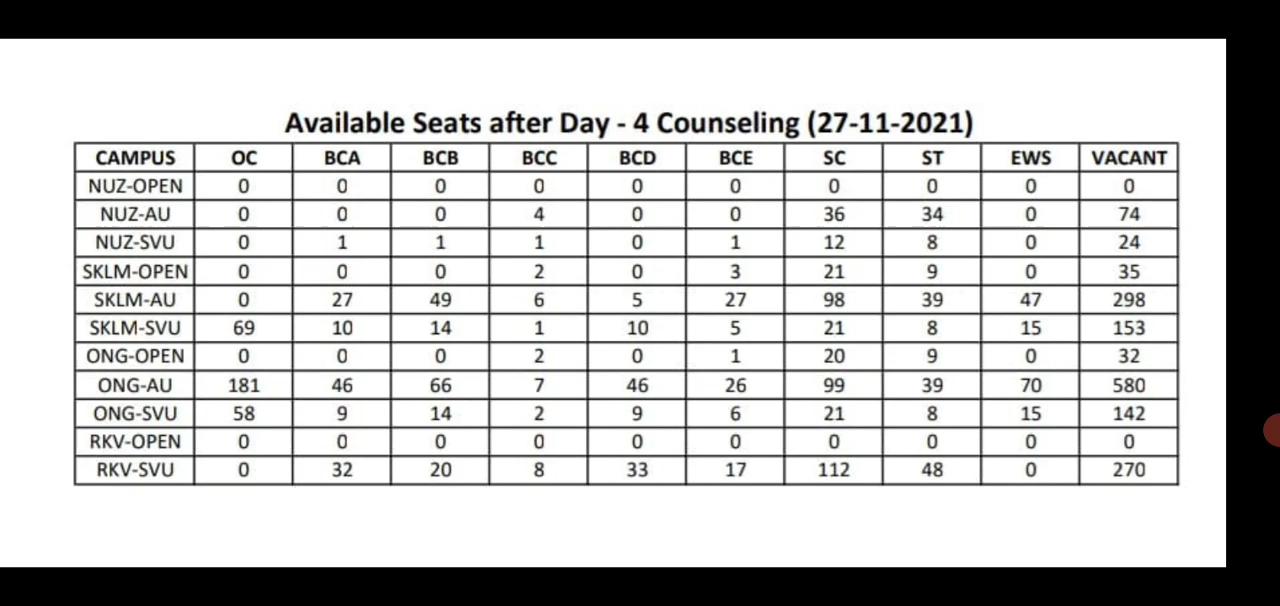 Available Seats after Day - 4 Counseling (27-11-2021)
CAMPUS OC BCA BCB BCC BCD BCE SC ST EWS VACANT
NUZ-OPEN 0 0 0 0 0 0 0 0 0 0
NUZ-AU 0 0 0 4 0 0 36 34 0 74
NUZ-SVU 0 1 1 1 0 1 12 8 0 24
SKLM-OPEN 0 0 0 2 0 3 21 9 0 35
SKLM-AU 0 27 49 6 5 27 98 39 47 298
SKLM-SVU 69 10 14 1 10 5 21 8 15 153
ONG-OPEN 0 0 0 2 0 1 20 9 0 32
ONG-AU 181 46 66 7 46 26 99 39 70 580
ONG-SVU 58 9 14 2 9 6 21 8 15 142
RKV-OPEN 0 0 0 0 0 0 0 0 0 0
RKV-SVU 0 32 20 8 33 17 112 48 0 270